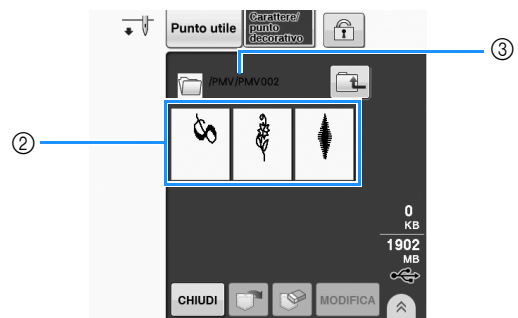 Punto utile
Carattere/
punto
decorativo
③
/PMV/PMV002
②
0
KB
1902
MB
CHIUDI
MODIFICA